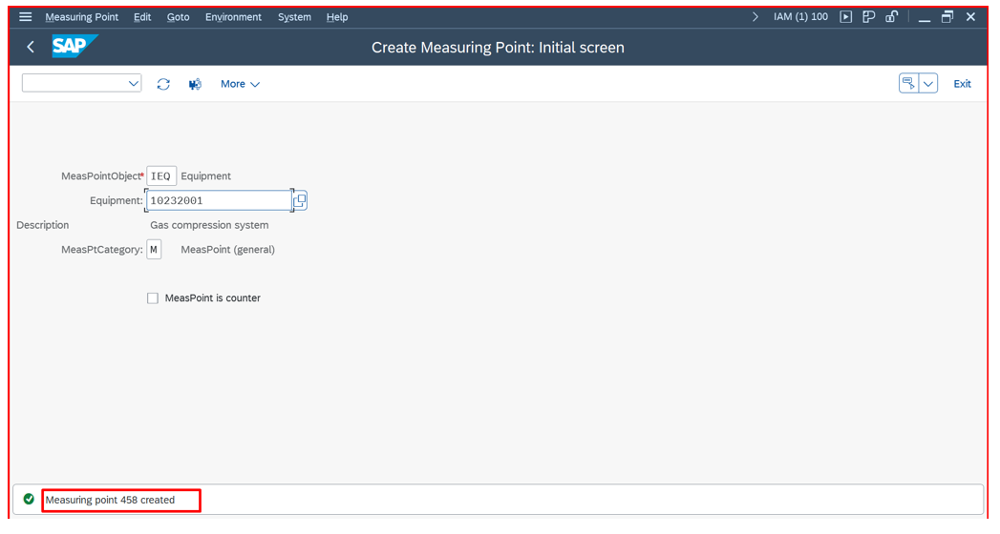 Measuring Point Edit Goto Environment System Help IAM (1) 100
SAP Create Measuring Point: Initial screen
More Exit
MeasPointObject* IEQ Equipment
Equipment: 10232001
Description Gas compression system
MeasPtCategory: M MeasPoint (general)
MeasPoint is counter
Measuring point 458 created